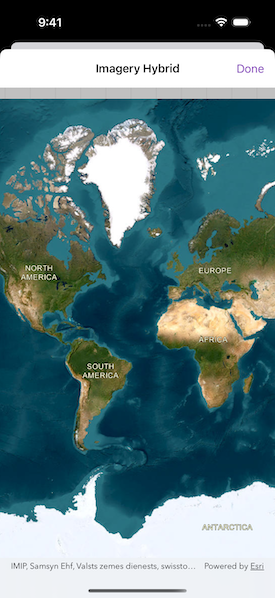 9:41
Imagery Hybrid
Done
NORTH
AMERICA
EUROPE
AFRICA
SOUTH
AMERICA
ANTARCTICA
IMIP, Samsyn Ehf, Valsts zemes dienests, swissto...
Powered by Esri